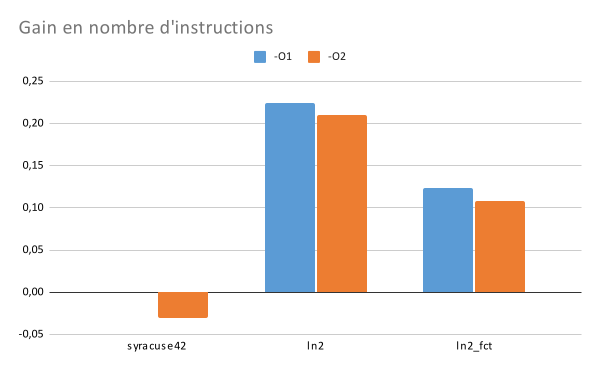 Gain en nombre d'instructions
-O1 -O2
0,25
0,20
0,15
0,10
0,05
0,00
-0,05
syracuse42 ln2 ln2_fct